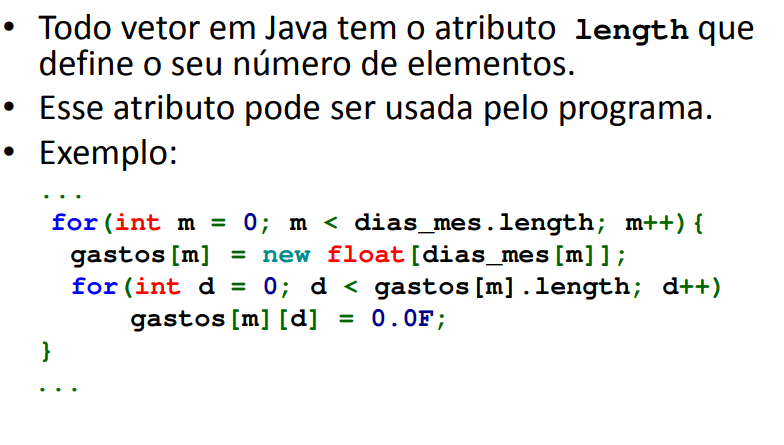 • Todo vetor em Java tem o atributo length que
define o seu número de elementos.
• Esse atributo pode ser usada pelo programa.
• Exemplo:
...
for(int m = 0; m < dias_mes.length; m++){
gastos[m] = new float[dias_mes[m]];
for(int d = 0; d < gastos[m].length; d++)
gastos[m][d] = 0.0F;
}
...